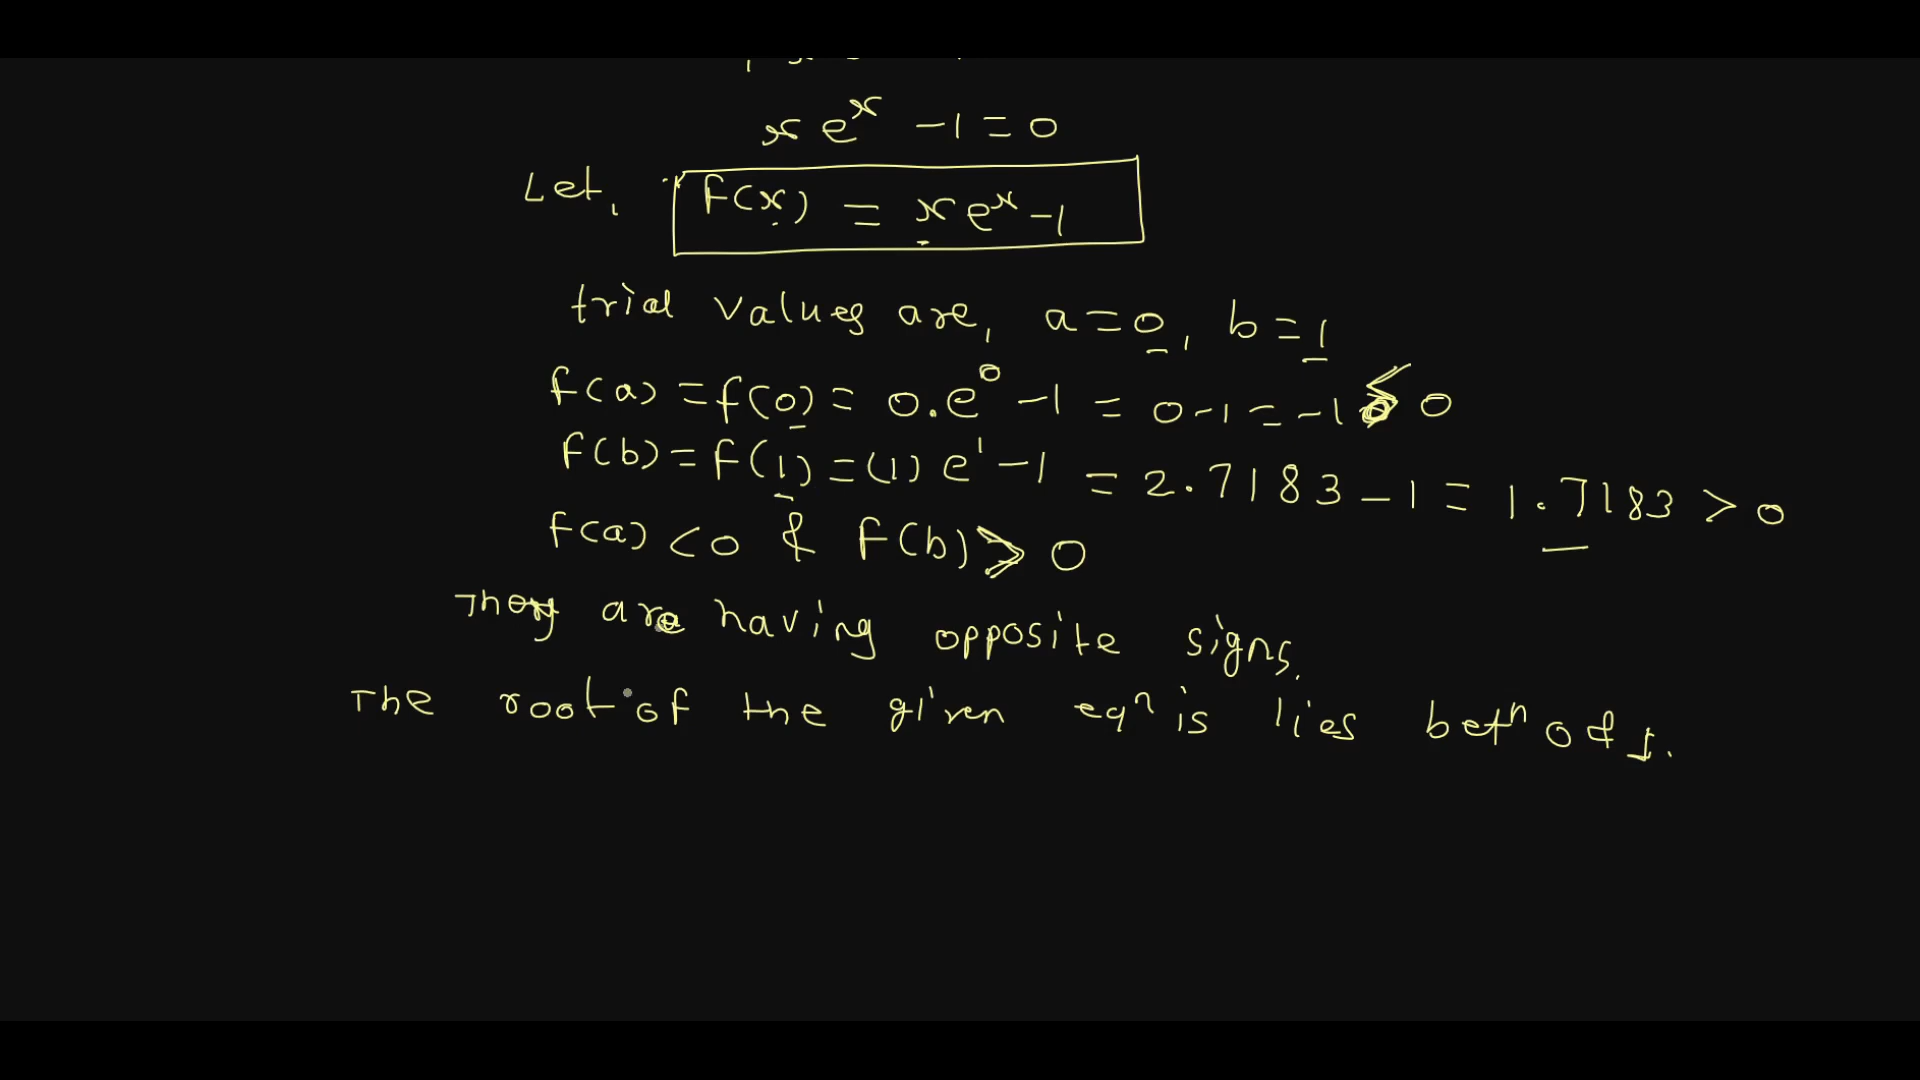 x e^x - 1 = 0
Let, f(x) = x e^x - 1
trial values are, a = 0, b = 1
f(a) = f(0) = 0.e^0 - 1 = 0 - 1 = -1 < 0
f(b) = f(1) = (1) e^1 - 1 = 2.7183 - 1 = 1.7183 > 0
f(a) < 0 & f(b) > 0
They are having opposite signs.
The root of the given eqn is lies betn 0 & 1.